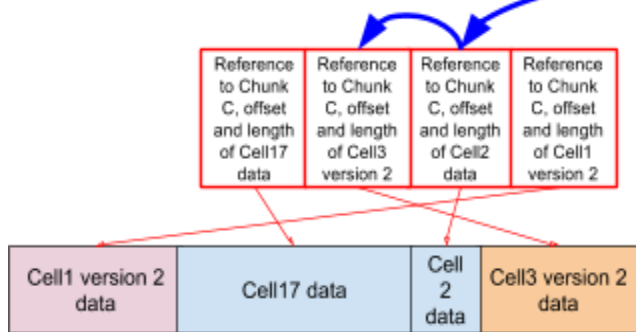 Reference
to Chunk
C, offset
and length
of Cell17
data
Reference
to Chunk
C, offset
and length
of Cell3
version 2
Reference
to Chunk
C, offset
and length
of Cell2
data
Reference
to Chunk
C, offset
and length
of Cell1
version 2
Cell1 version 2
data
Cell17 data
Cell
2
data
Cell3 version 2
data